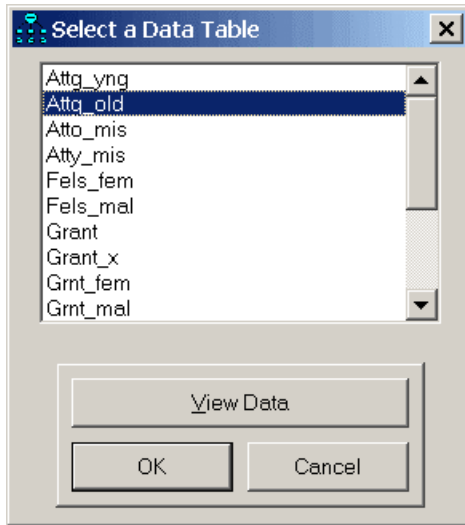 Select a Data Table
Attg_yng
Attg_old
Atto_mis
Atty_mis
Fels_fem
Fels_mal
Grant
Grant_x
Grnt_fem
Grnt_mal
View Data
OK
Cancel